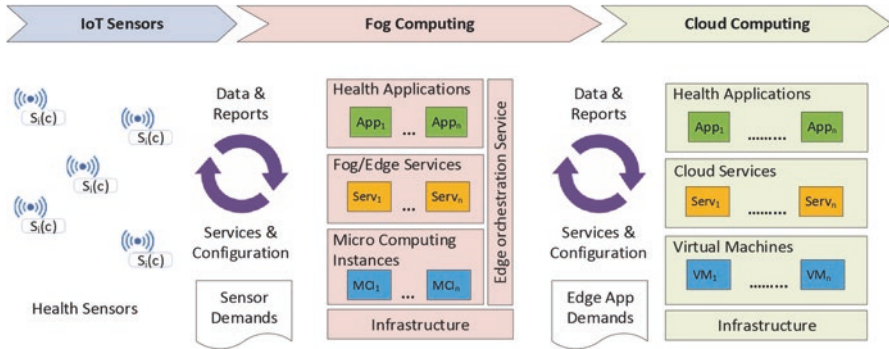 IoT Sensors
Fog Computing
Cloud Computing
Sᵢ(c)
Sᵢ(c)
Sᵢ(c)
Sᵢ(c)
Sᵢ(c)
Health Sensors
Data &
Reports
Services &
Configuration
Sensor
Demands
Health Applications
App₁ ... Appₙ
Fog/Edge Services
Serv₁ ... Servₙ
Micro Computing
Instances
MCI₁ ... MCIₙ
Edge orchestration Service
Infrastructure
Data &
Reports
Services &
Configuration
Edge App
Demands
Health Applications
App₁ ......... Appₙ
Cloud Services
Serv₁ ......... Servₙ
Virtual Machines
VM₁ ......... VMₙ
Infrastructure